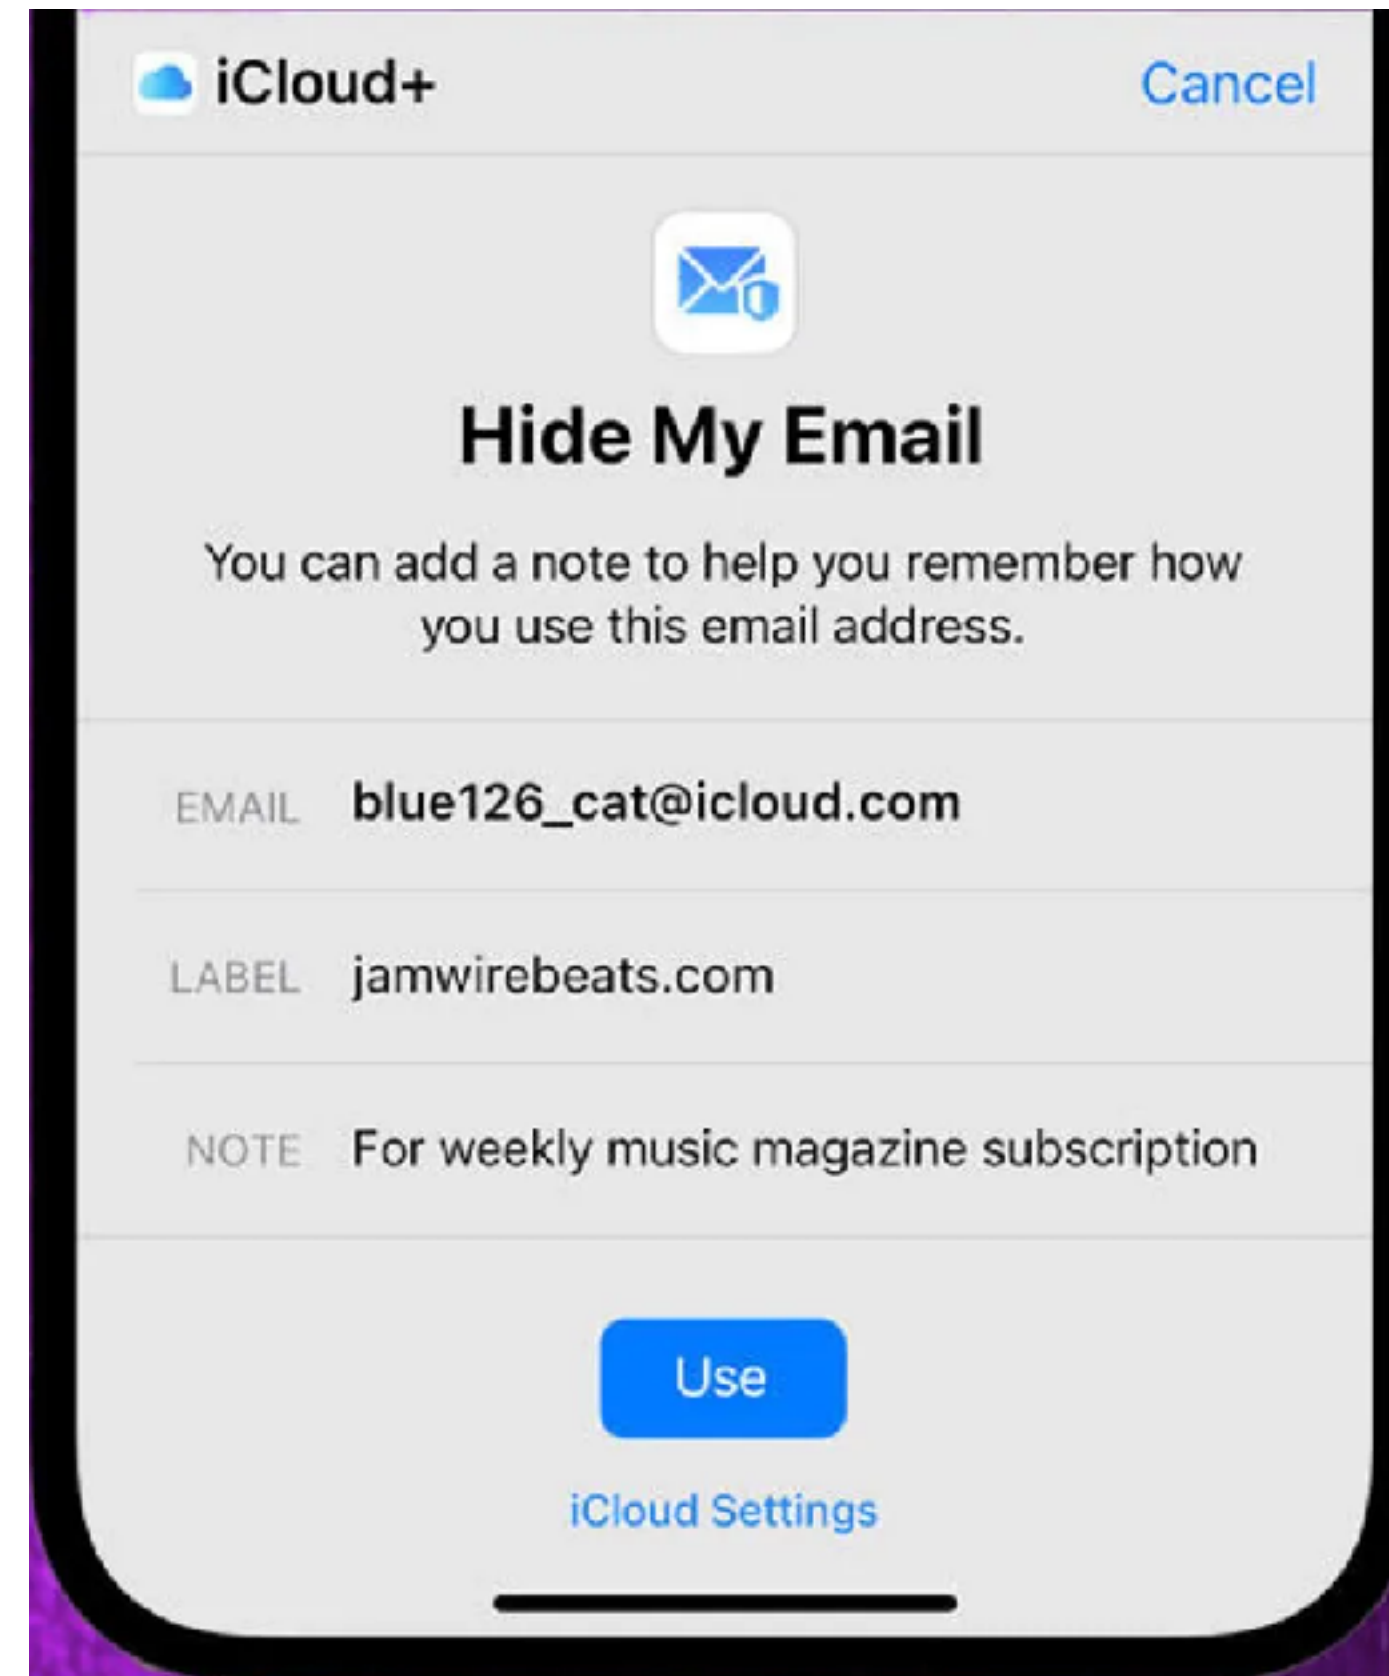 iCloud+
Cancel
Hide My Email
You can add a note to help you remember how
you use this email address.
EMAIL blue126_cat@icloud.com
LABEL jamwirebeats.com
NOTE For weekly music magazine subscription
Use
iCloud Settings